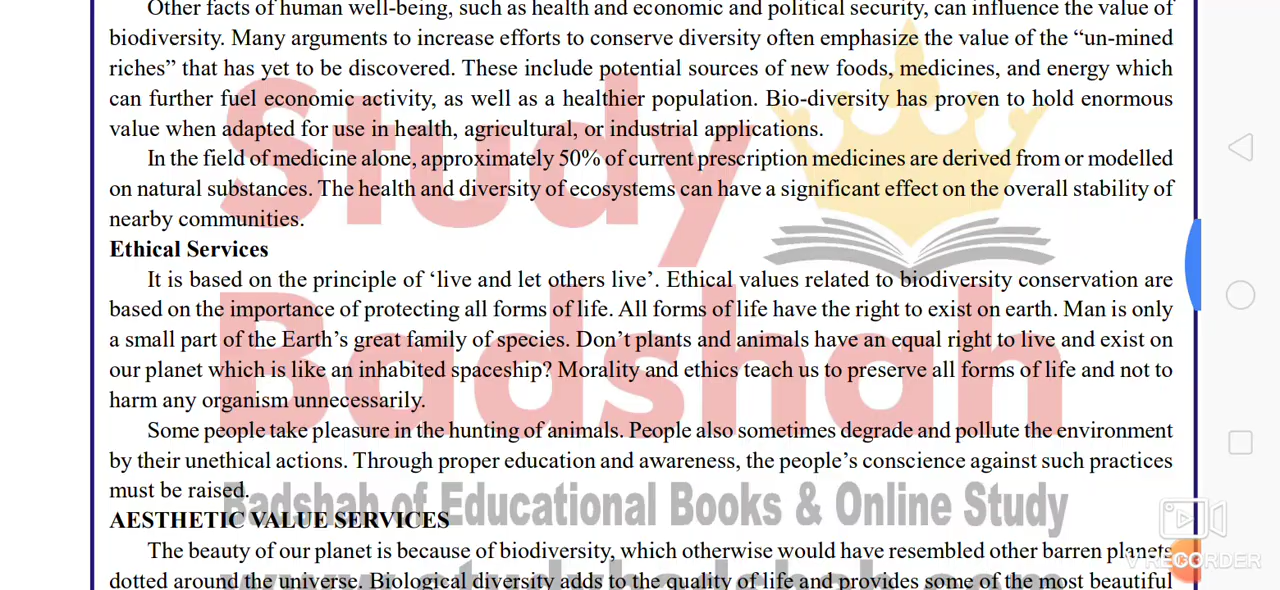 Other facts of human well-being, such as health and economic and political security, can influence the value of
biodiversity. Many arguments to increase efforts to conserve diversity often emphasize the value of the “un-mined
riches” that has yet to be discovered. These include potential sources of new foods, medicines, and energy which
can further fuel economic activity, as well as a healthier population. Bio-diversity has proven to hold enormous
value when adapted for use in health, agricultural, or industrial applications.
In the field of medicine alone, approximately 50% of current prescription medicines are derived from or modelled
on natural substances. The health and diversity of ecosystems can have a significant effect on the overall stability of
nearby communities.
Ethical Services
It is based on the principle of ‘live and let others live’. Ethical values related to biodiversity conservation are
based on the importance of protecting all forms of life. All forms of life have the right to exist on earth. Man is only
a small part of the Earth’s great family of species. Don’t plants and animals have an equal right to live and exist on
our planet which is like an inhabited spaceship? Morality and ethics teach us to preserve all forms of life and not to
harm any organism unnecessarily.
Some people take pleasure in the hunting of animals. People also sometimes degrade and pollute the environment
by their unethical actions. Through proper education and awareness, the people’s conscience against such practices
must be raised.
AESTHETIC VALUE SERVICES
The beauty of our planet is because of biodiversity, which otherwise would have resembled other barren planets
dotted around the universe. Biological diversity adds to the quality of life and provides some of the most beautiful
Study
Badshah
Badshah of Educational Books & Online Study
V RECORDER